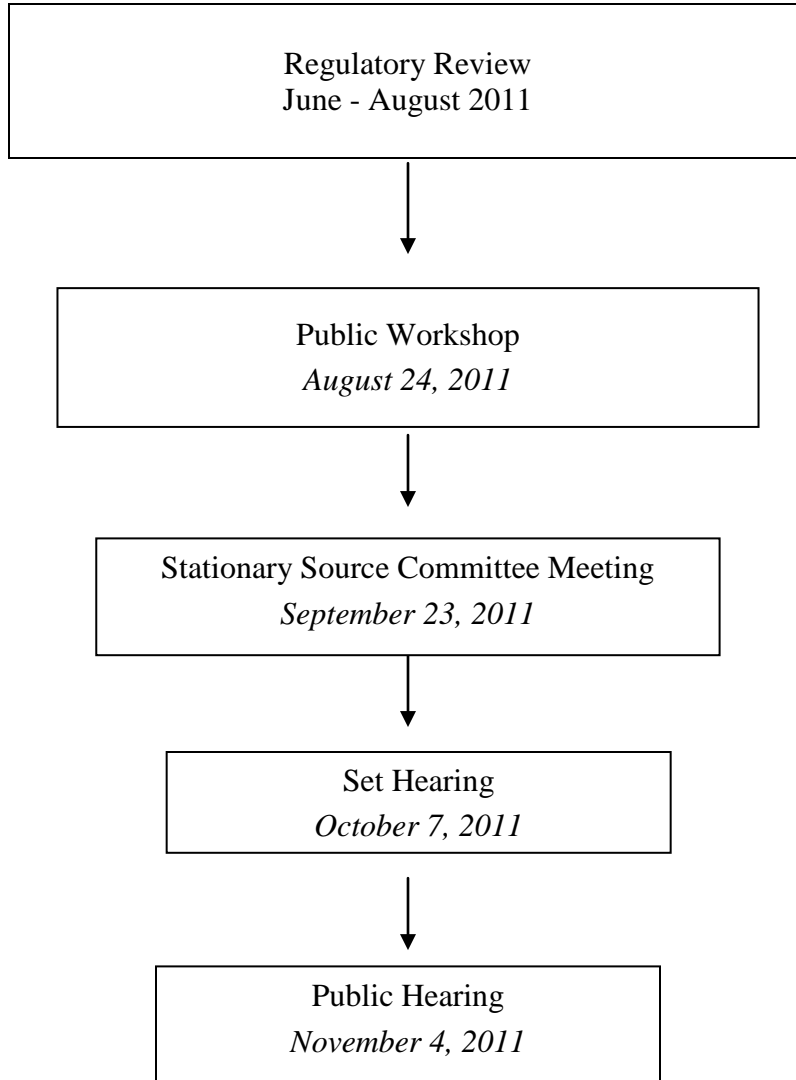 Regulatory Review
June - August 2011
Public Workshop
August 24, 2011
Stationary Source Committee Meeting
September 23, 2011
Set Hearing
October 7, 2011
Public Hearing
November 4, 2011